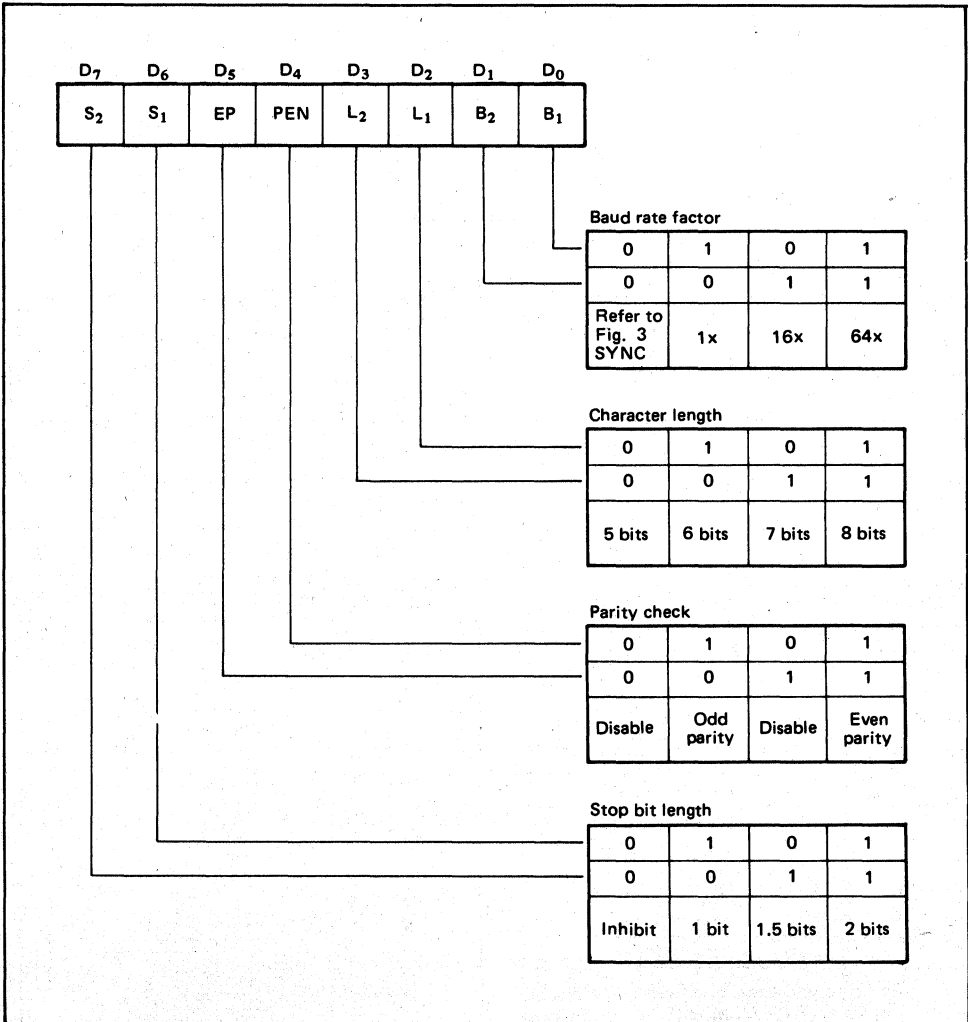 D7 D6 D5 D4 D3 D2 D1 D0
S2 S1 EP PEN L2 L1 B2 B1
Baud rate factor
0 1 0 1
0 0 1 1
Refer to
Fig. 3
SYNC
1x 16x 64x
Character length
0 1 0 1
0 0 1 1
5 bits 6 bits 7 bits 8 bits
Parity check
0 1 0 1
0 0 1 1
Disable Odd parity Disable Even parity
Stop bit length
0 1 0 1
0 0 1 1
Inhibit 1 bit 1.5 bits 2 bits